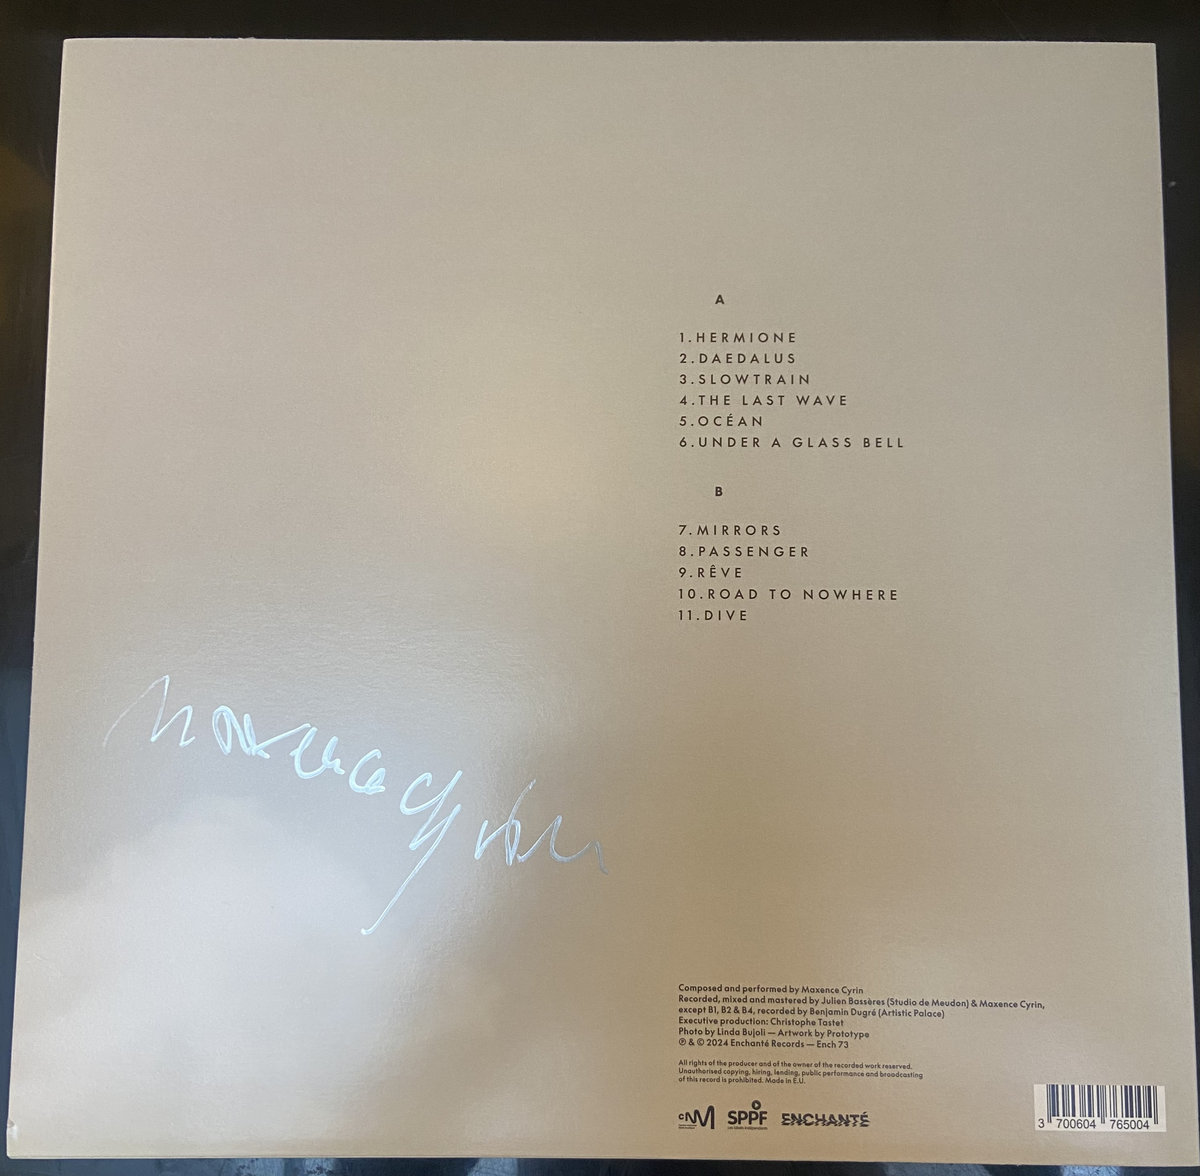 A
1.HERMIONE
2.DAEDALUS
3.SLOWTRAIN
4.THE LAST WAVE
5.OCÉAN
6.UNDER A GLASS BELL
B
7.MIRRORS
8.PASSENGER
9.RÊVE
10.ROAD TO NOWHERE
11.DIVE
Maxence Cyrin
Composed and performed by Maxence Cyrin
Recorded, mixed and mastered by Julien Bassères (Studio de Meudon) & Maxence Cyrin,
except B1, B2 & B4, recorded by Benjamin Dugré (Artistic Palace)
Executive production: Christophe Tastet
Photo by Linda Bujoli — Artwork by Prototype
℗ & © 2024 Enchanté Records — Ench 73
All rights of the producer and of the owner of the recorded work reserved.
Unauthorised copying, hiring, lending, public performance and broadcasting
of this record is prohibited. Made in E.U.
CNM SPPF ENCHANTÉ
3 700604 765004